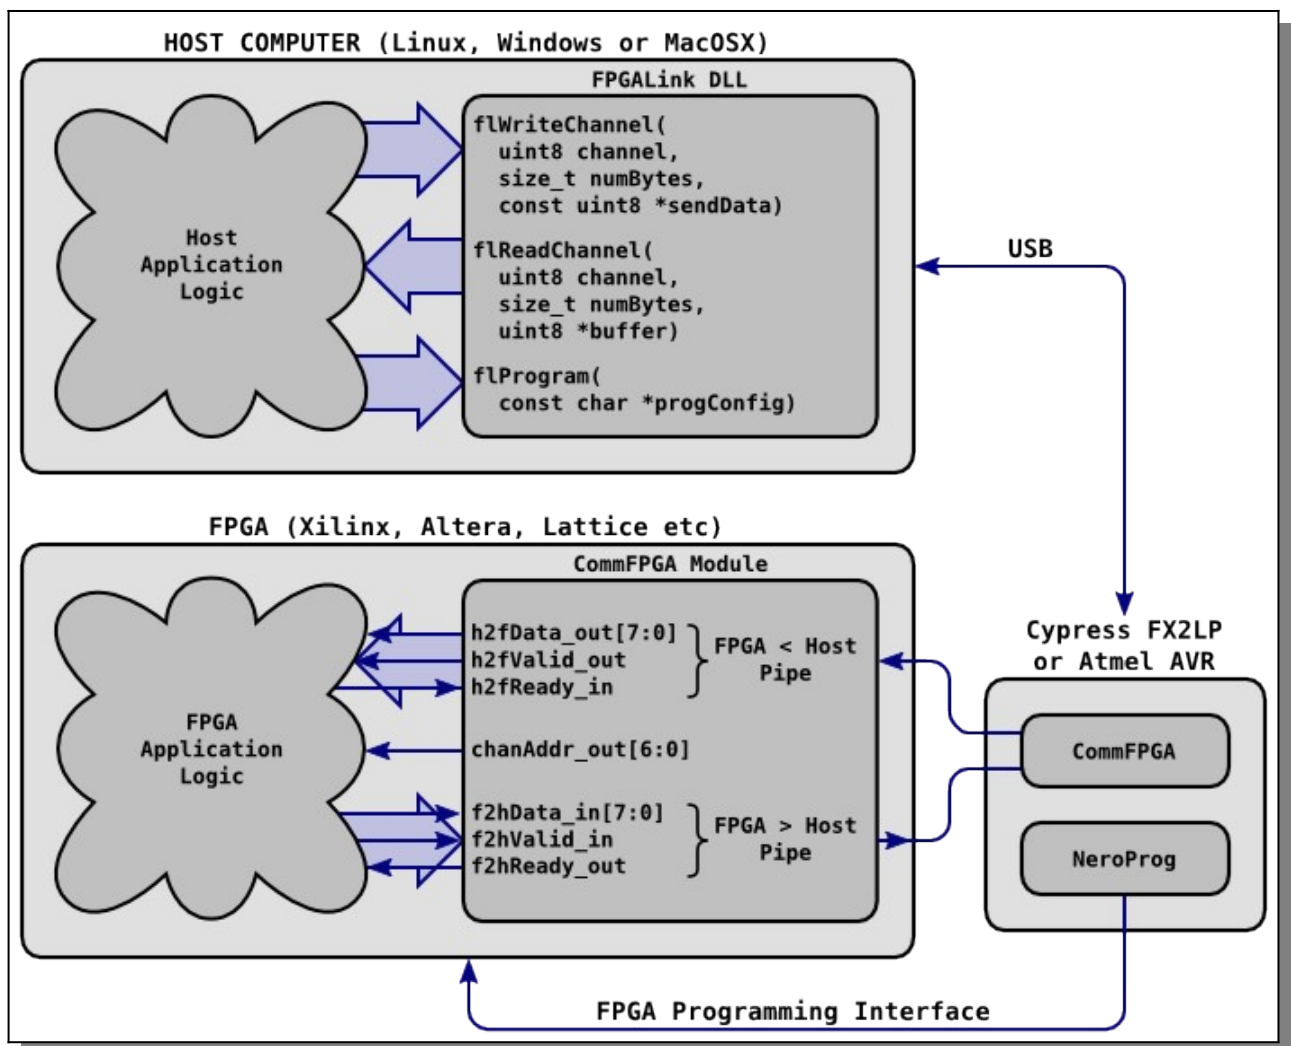 HOST COMPUTER (Linux, Windows or MacOSX)
FPGALink DLL
flWriteChannel(
uint8 channel,
size_t numBytes,
const uint8 *sendData)
flReadChannel(
uint8 channel,
size_t numBytes,
uint8 *buffer)
flProgram(
const char *progConfig)
Host
Application
Logic
USB
FPGA (Xilinx, Altera, Lattice etc)
CommFPGA Module
h2fData_out[7:0]
h2fValid_out
h2fReady_in
FPGA < Host
Pipe
chanAddr_out[6:0]
f2hData_in[7:0]
f2hValid_in
f2hReady_out
FPGA > Host
Pipe
FPGA
Application
Logic
Cypress FX2LP
or Atmel AVR
CommFPGA
NeroProg
FPGA Programming Interface